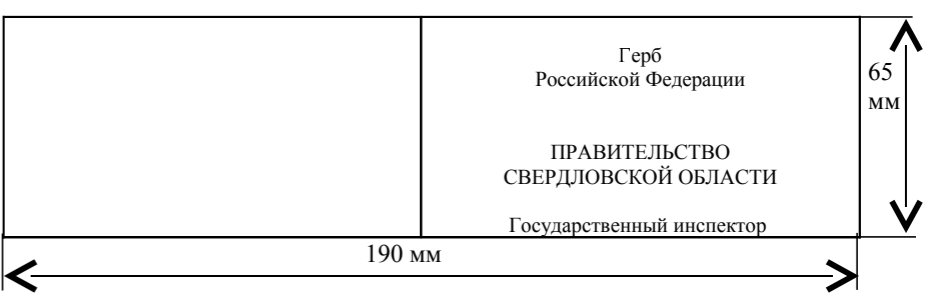 Герб
Российской Федерации
65
мм
ПРАВИТЕЛЬСТВО
СВЕРДЛОВСКОЙ ОБЛАСТИ
Государственный инспектор
190 мм